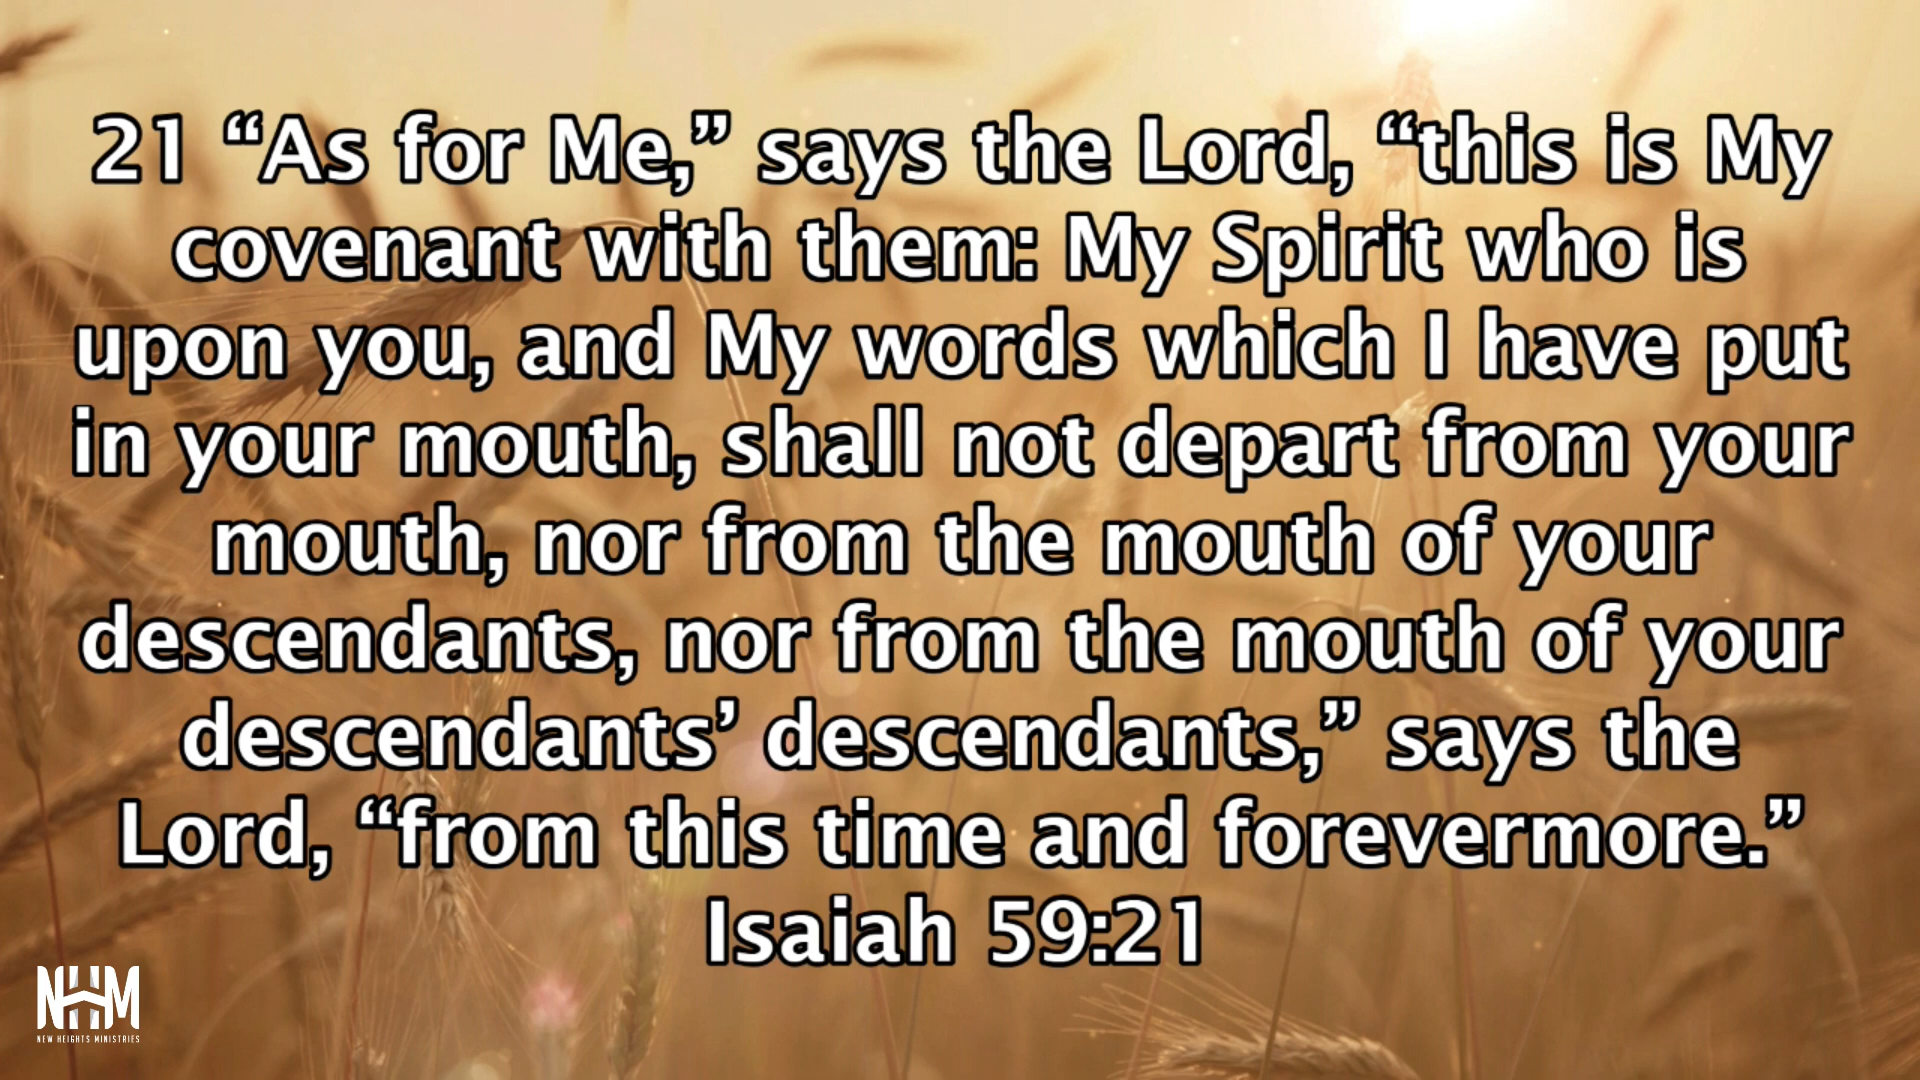 21 “As for Me,” says the Lord, “this is My
covenant with them: My Spirit who is
upon you, and My words which I have put
in your mouth, shall not depart from your
mouth, nor from the mouth of your
descendants, nor from the mouth of your
descendants’ descendants,” says the
Lord, “from this time and forevermore.”
Isaiah 59:21
NHM
NEW HEIGHTS MINISTRIES